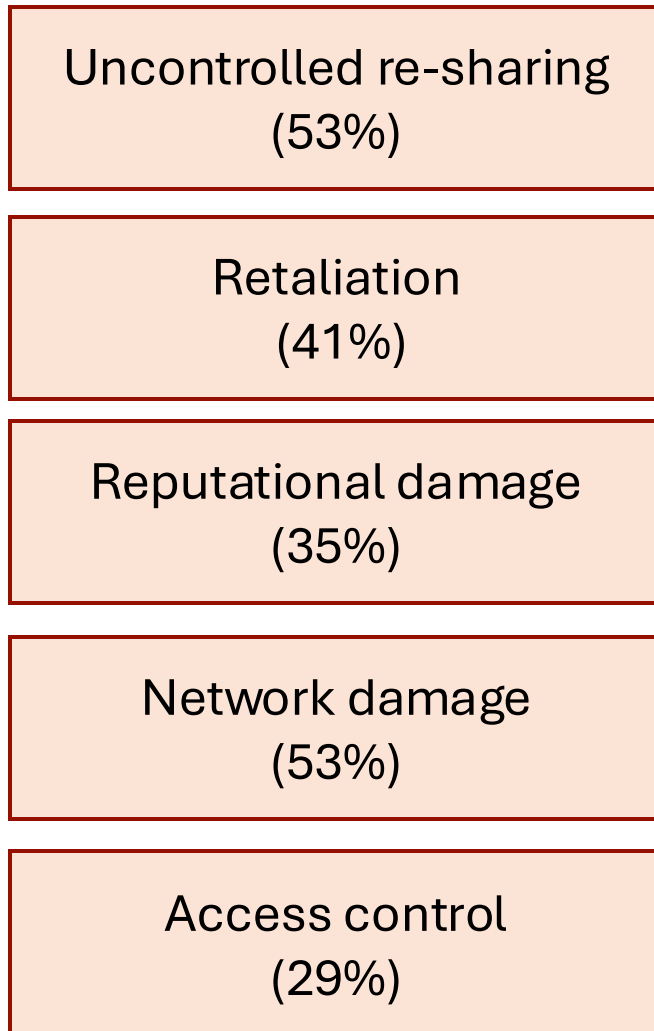 Uncontrolled re-sharing
(53%)
Retaliation
(41%)
Reputational damage
(35%)
Network damage
(53%)
Access control
(29%)